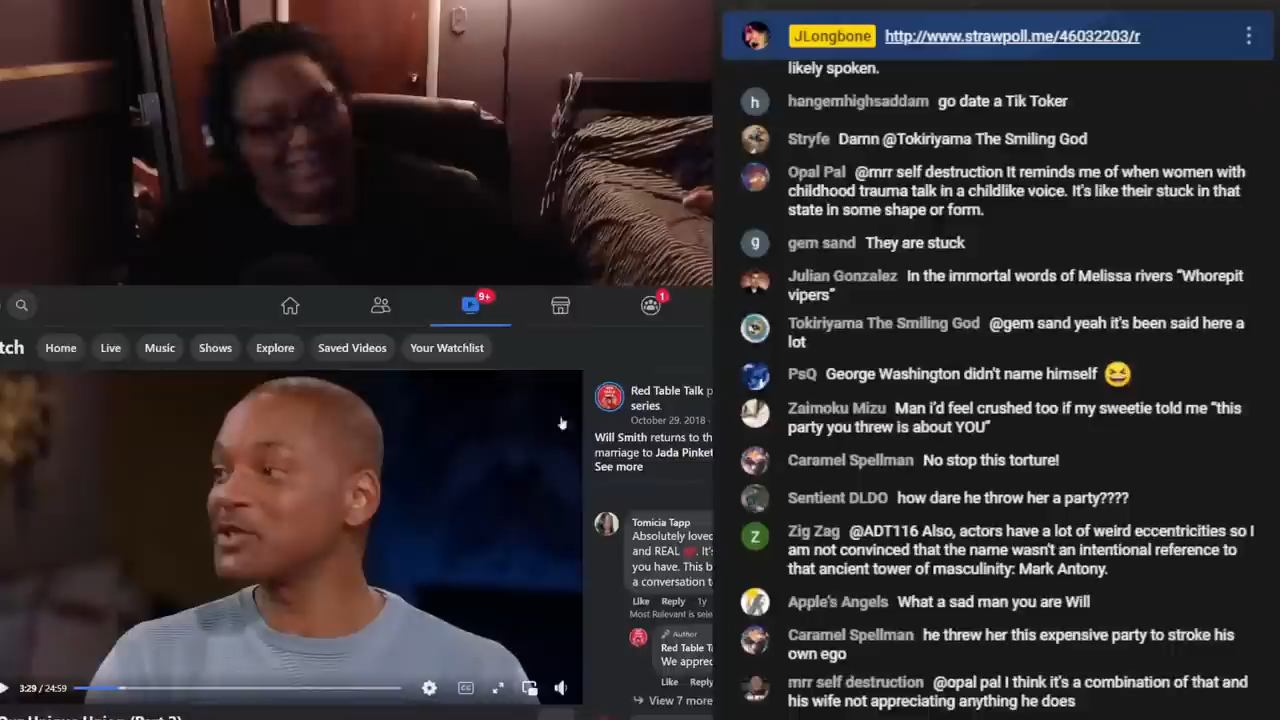 JLongbone http://www.strawpoll.me/46032203/r
likely spoken.
h hangemhighsaddam go date a Tik Toker
Stryfe Damn @Tokiriyama The Smiling God
Opal Pal @mrr self destruction It reminds me of when women with
childhood trauma talk in a childlike voice. It's like their stuck in that
state in some shape or form.
g gem sand They are stuck
Julian Gonzalez In the immortal words of Melissa rivers “Whorepit
vipers”
Tokiriyama The Smiling God @gem sand yeah it's been said here a
lot
PsQ George Washington didn't name himself 😆
Zaimoku Mizu Man i'd feel crushed too if my sweetie told me “this
party you threw is about YOU”
Caramel Spellman No stop this torture!
Sentient DLDO how dare he throw her a party????
Z Zig Zag @ADT116 Also, actors have a lot of weird eccentricities so I
am not convinced that the name wasn't an intentional reference to
that ancient tower of masculinity: Mark Antony.
Apple's Angels What a sad man you are Will
Caramel Spellman he threw her this expensive party to stroke his
own ego
mrr self destruction @opal pal I think it's a combination of that and
his wife not appreciating anything he does
9+ 1
tch Home Live Music Shows Explore Saved Videos Your Watchlist
Red Table Talk p
series.
October 29, 2018 ·
Will Smith returns to th
marriage to Jada Pinket
See more
Tomicia Tapp
Absolutely loved
and REAL ❤️. It's
you have. This b
a conversation to
Like Reply 1y
Most Relevant is sele
Author
Red Table Ta
We apprec
Like Reply
View 7 more
3:29 / 24:59
CC
Our Unique Union (Part 2)